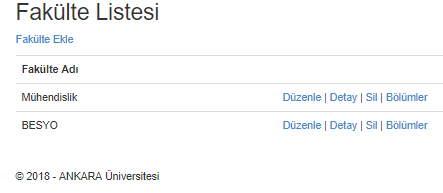 Fakülte Listesi
Fakülte Ekle
Fakülte Adı
Mühendislik Düzenle | Detay | Sil | Bölümler
BESYO Düzenle | Detay | Sil | Bölümler
© 2018 - ANKARA Üniversitesi